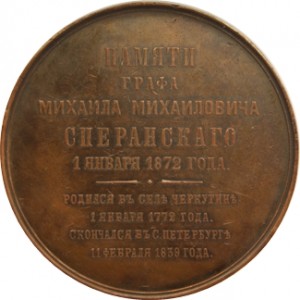 ПАМЯТИ
ГРАФА
МИХАИЛА МИХАИЛОВИЧА
СПЕРАНСКАГО
1 ЯНВАРЯ 1872 ГОДА.
РОДИЛСЯ ВЪ СЕЛѢ ЧЕРКУТИНѢ
1 ЯНВАРЯ 1772 ГОДА.
СКОНЧАЛСЯ ВЪ С. ПЕТЕРБУРГѢ
11 ФЕВРАЛЯ 1839 ГОДА.